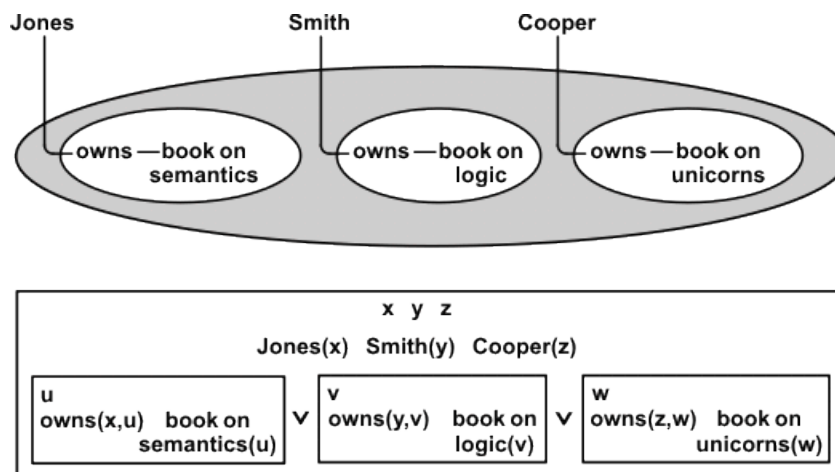 Jones Smith Cooper
owns book on owns book on owns book on
semantics logic unicorns
x y z
Jones(x) Smith(y) Cooper(z)
u v w
owns(x,u) book on ∨ owns(y,v) book on ∨ owns(z,w) book on
semantics(u) logic(v) unicorns(w)